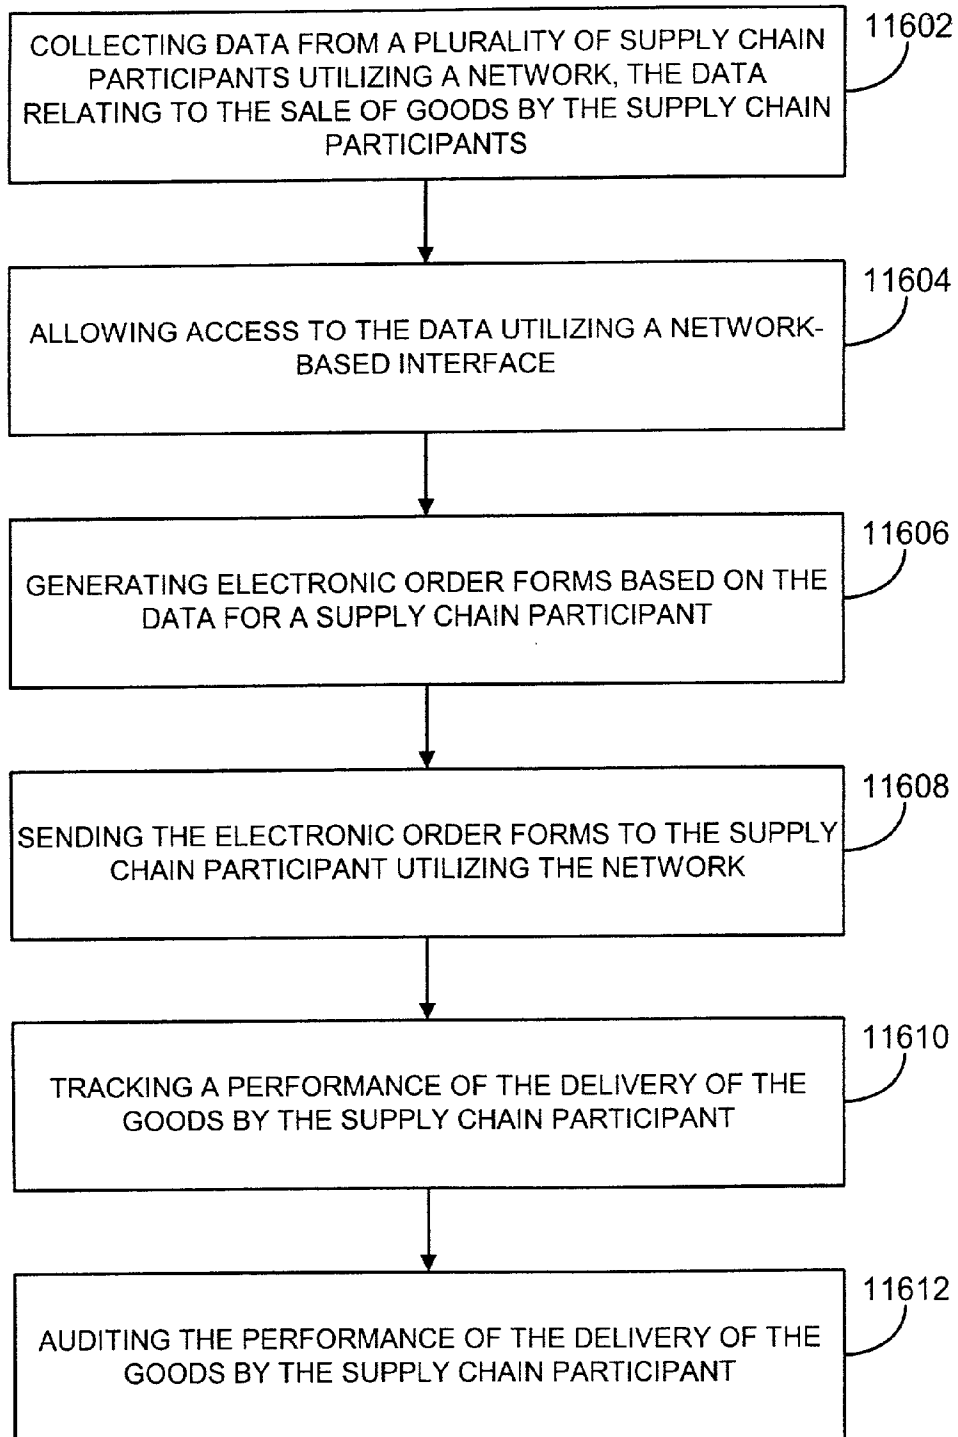 COLLECTING DATA FROM A PLURALITY OF SUPPLY CHAIN
PARTICIPANTS UTILIZING A NETWORK, THE DATA
RELATING TO THE SALE OF GOODS BY THE SUPPLY CHAIN
PARTICIPANTS
11602
ALLOWING ACCESS TO THE DATA UTILIZING A NETWORK-
BASED INTERFACE
11604
GENERATING ELECTRONIC ORDER FORMS BASED ON THE
DATA FOR A SUPPLY CHAIN PARTICIPANT
11606
SENDING THE ELECTRONIC ORDER FORMS TO THE SUPPLY
CHAIN PARTICIPANT UTILIZING THE NETWORK
11608
TRACKING A PERFORMANCE OF THE DELIVERY OF THE
GOODS BY THE SUPPLY CHAIN PARTICIPANT
11610
AUDITING THE PERFORMANCE OF THE DELIVERY OF THE
GOODS BY THE SUPPLY CHAIN PARTICIPANT
11612